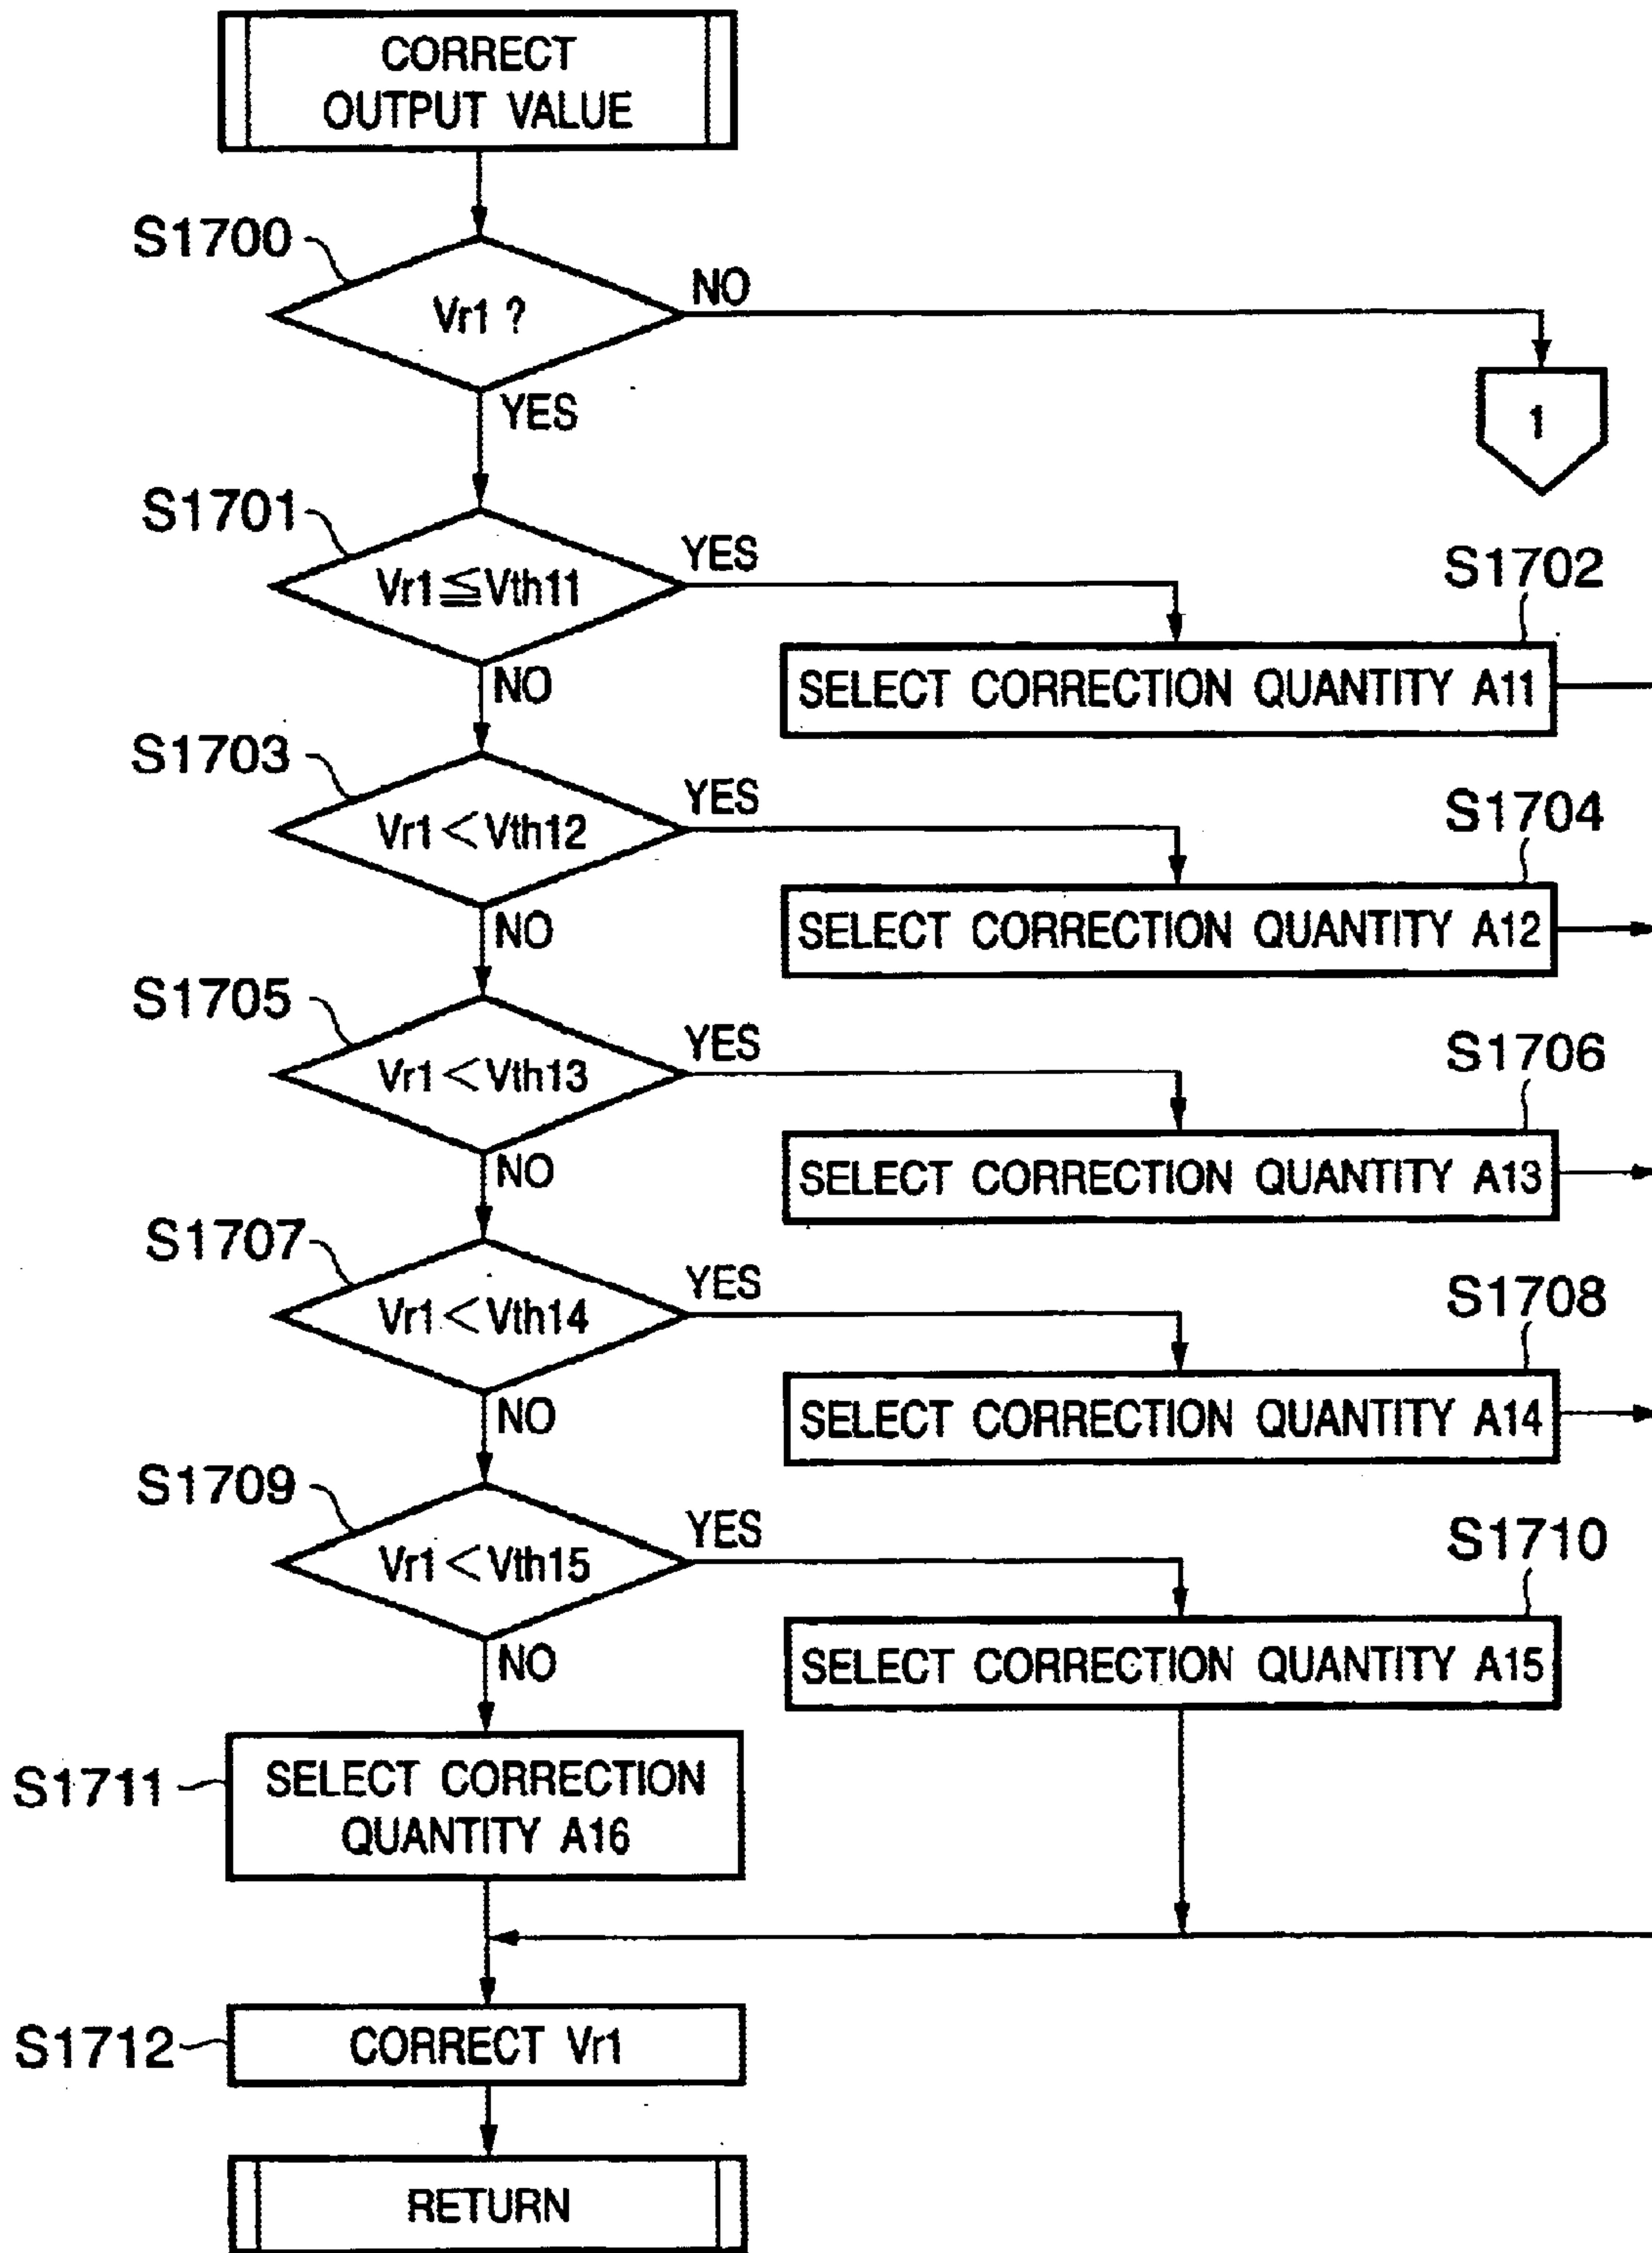 CORRECT
OUTPUT VALUE
S1700
Vr1 ?
NO
YES
1
S1701
Vr1≦Vth11
YES
NO
S1702
SELECT CORRECTION QUANTITY A11
S1703
Vr1<Vth12
YES
NO
S1704
SELECT CORRECTION QUANTITY A12
S1705
Vr1<Vth13
YES
NO
S1706
SELECT CORRECTION QUANTITY A13
S1707
Vr1<Vth14
YES
NO
S1708
SELECT CORRECTION QUANTITY A14
S1709
Vr1<Vth15
YES
NO
S1710
SELECT CORRECTION QUANTITY A15
S1711
SELECT CORRECTION
QUANTITY A16
S1712
CORRECT Vr1
RETURN